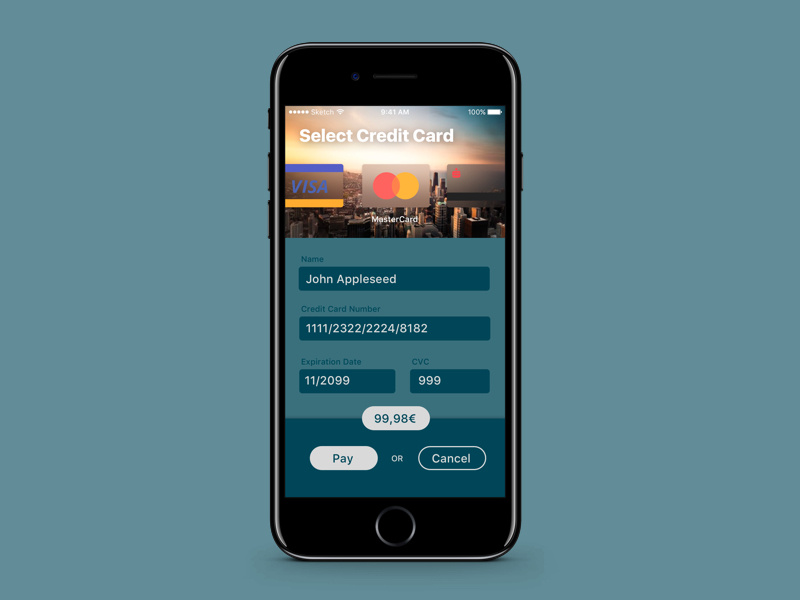 Sketch 9:41 AM 100%
Select Credit Card
VISA
MasterCard
Name
John Appleseed
Credit Card Number
1111/2322/2224/8182
Expiration Date CVC
11/2099 999
99,98€
Pay OR Cancel